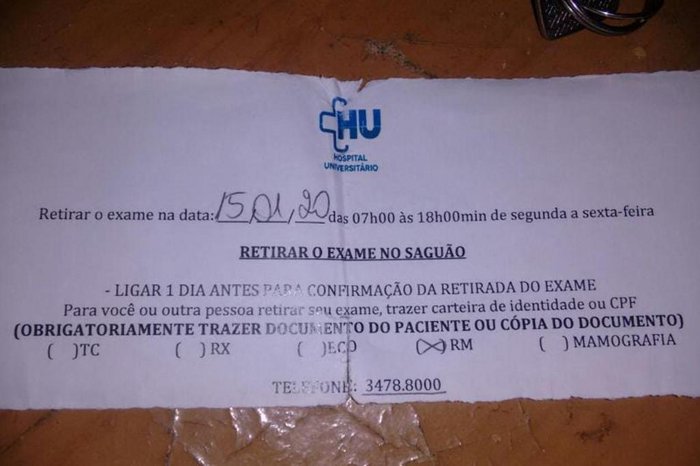 HU
HOSPITAL
UNIVERSITÁRIO
Retirar o exame na data: 15,01,20 das 07h00 às 18h00min de segunda a sexta-feira
RETIRAR O EXAME NO SAGUÃO
- LIGAR 1 DIA ANTES PARA CONFIRMAÇÃO DA RETIRADA DO EXAME
Para você ou outra pessoa retirar seu exame, trazer carteira de identidade ou CPF
(OBRIGATORIAMENTE TRAZER DOCUMENTO DO PACIENTE OU CÓPIA DO DOCUMENTO)
( )TC ( ) RX ( )ECO (X)RM ( ) MAMOGRAFIA
TELEFONE: 3478.8000